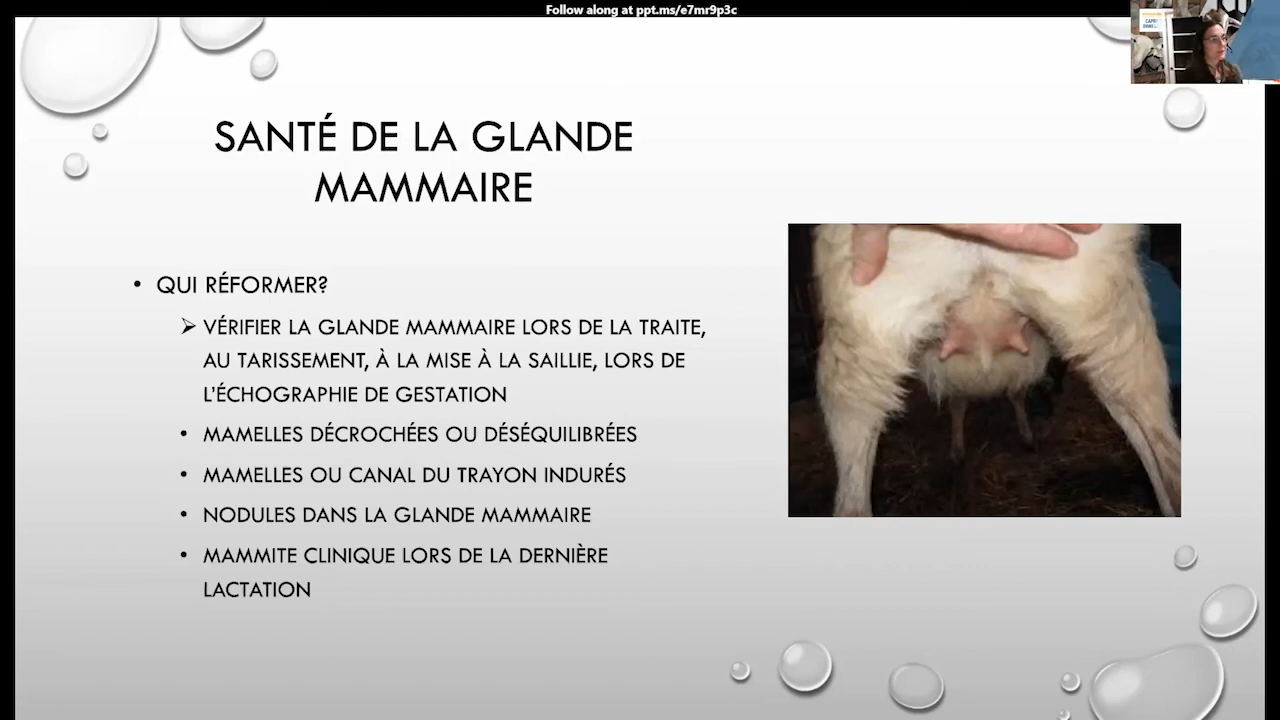 Follow along at ppt.ms/e7mr9p3c
SANTÉ DE LA GLANDE
MAMMAIRE
• QUI RÉFORMER?
➢ VÉRIFIER LA GLANDE MAMMAIRE LORS DE LA TRAITE,
AU TARISSEMENT, À LA MISE À LA SAILLIE, LORS DE
L'ÉCHOGRAPHIE DE GESTATION
• MAMELLES DÉCROCHÉES OU DÉSÉQUILIBRÉES
• MAMELLES OU CANAL DU TRAYON INDURÉS
• NODULES DANS LA GLANDE MAMMAIRE
• MAMMITE CLINIQUE LORS DE LA DERNIÈRE
LACTATION